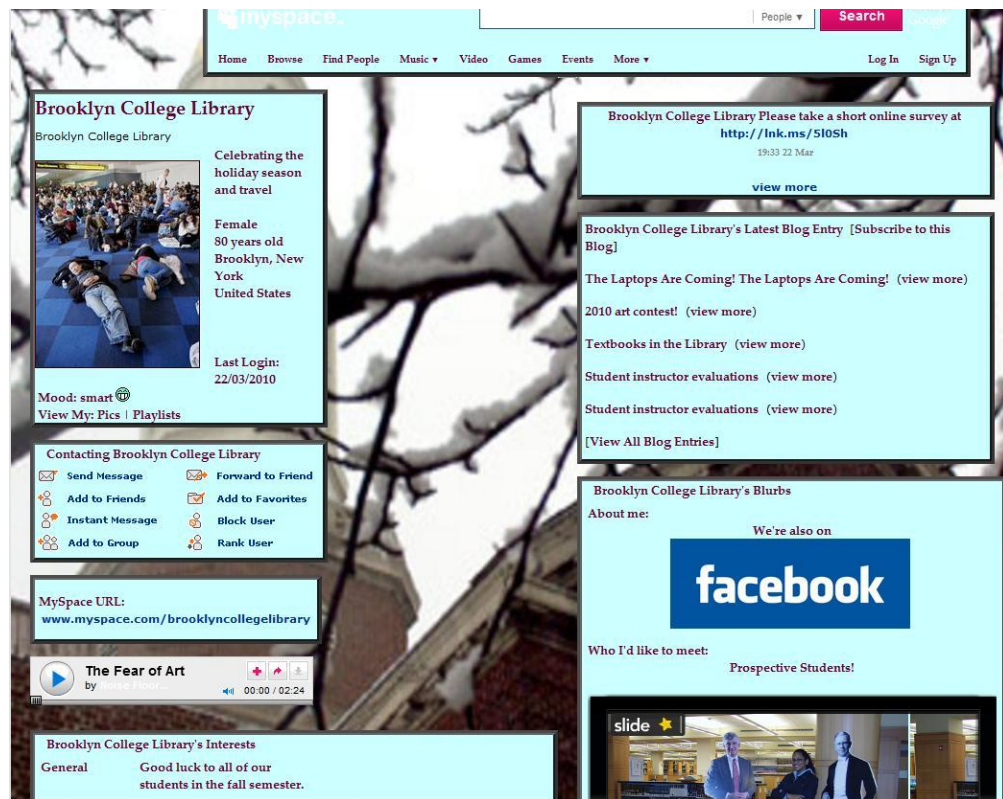 myspace.
People ▾
Search
Google
Home Browse Find People Music ▾ Video Games Events More ▾ Log In Sign Up
Brooklyn College Library
Brooklyn College Library
Celebrating the
holiday season
and travel
Female
80 years old
Brooklyn, New
York
United States
Last Login:
22/03/2010
Mood: smart
View My: Pics | Playlists
Contacting Brooklyn College Library
Send Message Forward to Friend
Add to Friends Add to Favorites
Instant Message Block User
Add to Group Rank User
MySpace URL:
www.myspace.com/brooklyncollegelibrary
The Fear of Art
by Noise Floor...
00:00 / 02:24
Brooklyn College Library's Interests
General Good luck to all of our
students in the fall semester.
Brooklyn College Library Please take a short online survey at
http://lnk.ms/5l0Sh
19:33 22 Mar
view more
Brooklyn College Library's Latest Blog Entry [Subscribe to this
Blog]
The Laptops Are Coming! The Laptops Are Coming! (view more)
2010 art contest! (view more)
Textbooks in the Library (view more)
Student instructor evaluations (view more)
Student instructor evaluations (view more)
[View All Blog Entries]
Brooklyn College Library's Blurbs
About me:
We're also on
facebook
Who I'd like to meet:
Prospective Students!
slide